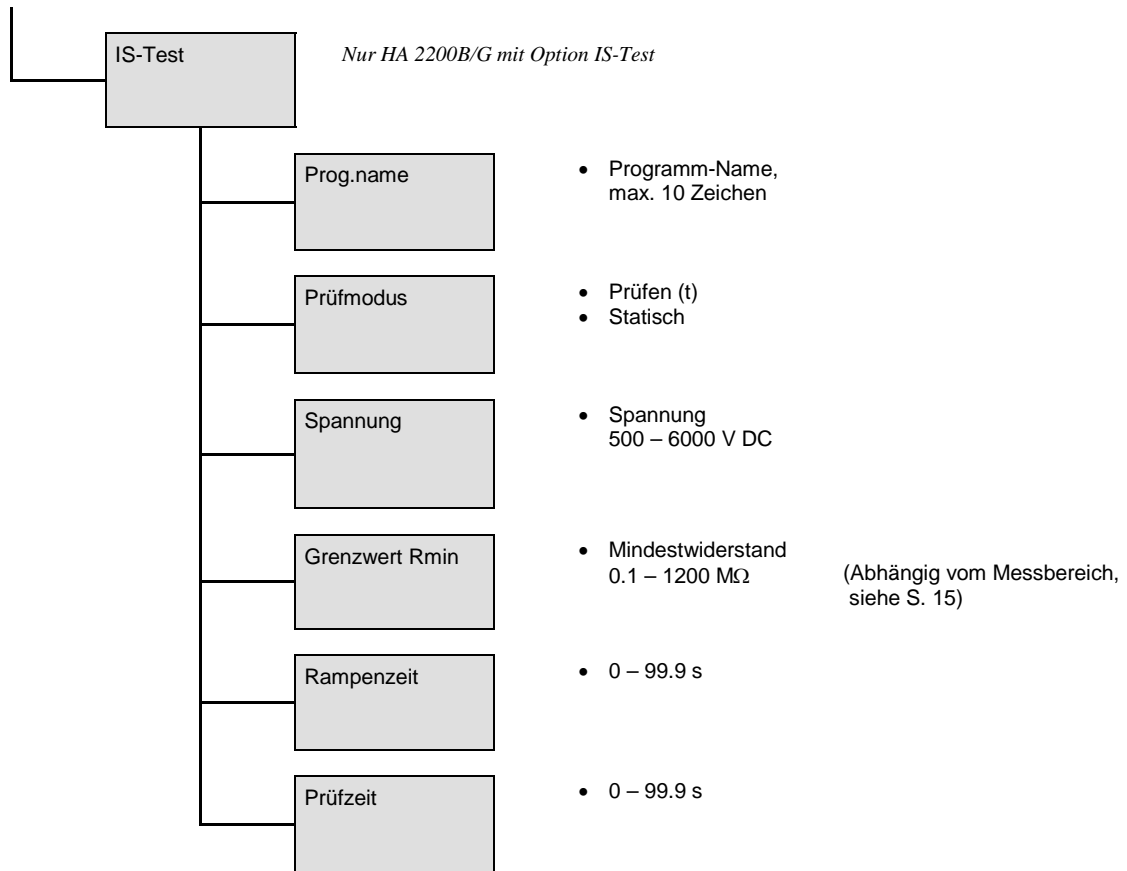 IS-Test
Nur HA 2200B/G mit Option IS-Test
Prog.name
• Programm-Name,
max. 10 Zeichen
Prüfmodus
• Prüfen (t)
• Statisch
Spannung
• Spannung
500 – 6000 V DC
Grenzwert Rmin
• Mindestwiderstand
0.1 – 1200 MΩ
(Abhängig vom Messbereich,
siehe S. 15)
Rampenzeit
• 0 – 99.9 s
Prüfzeit
• 0 – 99.9 s